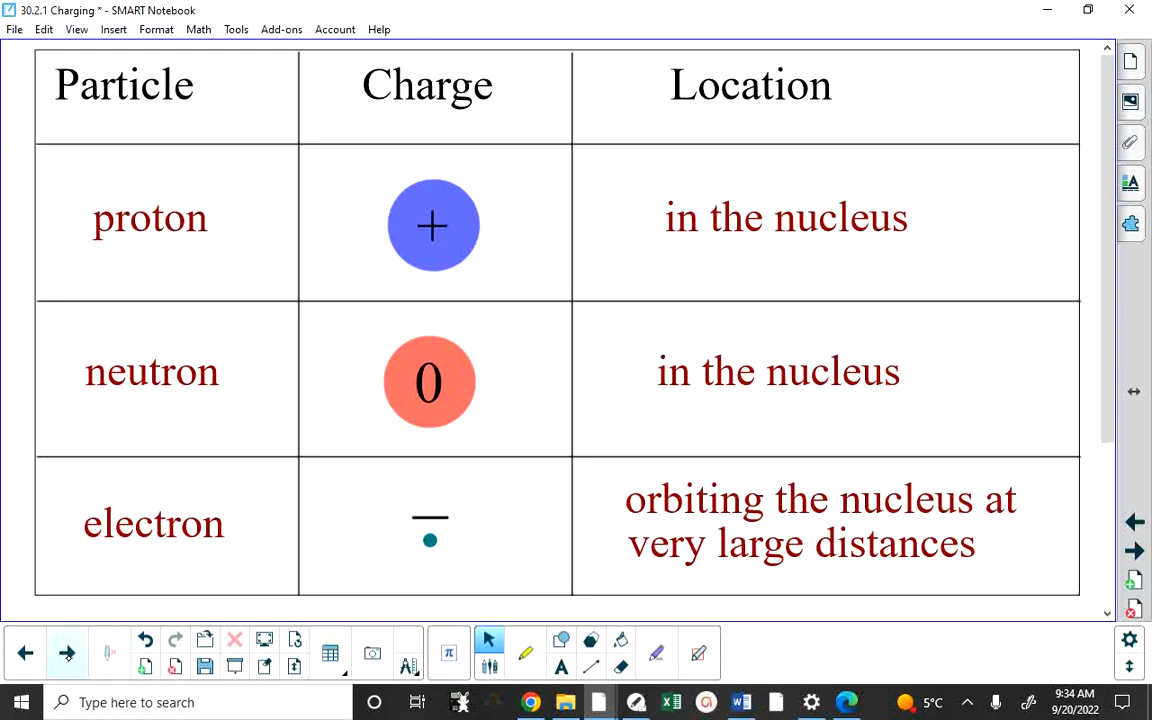 30.2.1 Charging * - SMART Notebook
File Edit View Insert Format Math Tools Add-ons Account Help
Particle Charge Location
proton + in the nucleus
neutron 0 in the nucleus
electron − orbiting the nucleus at
very large distances
π
A
Type here to search
5°C
9:34 AM
9/20/2022